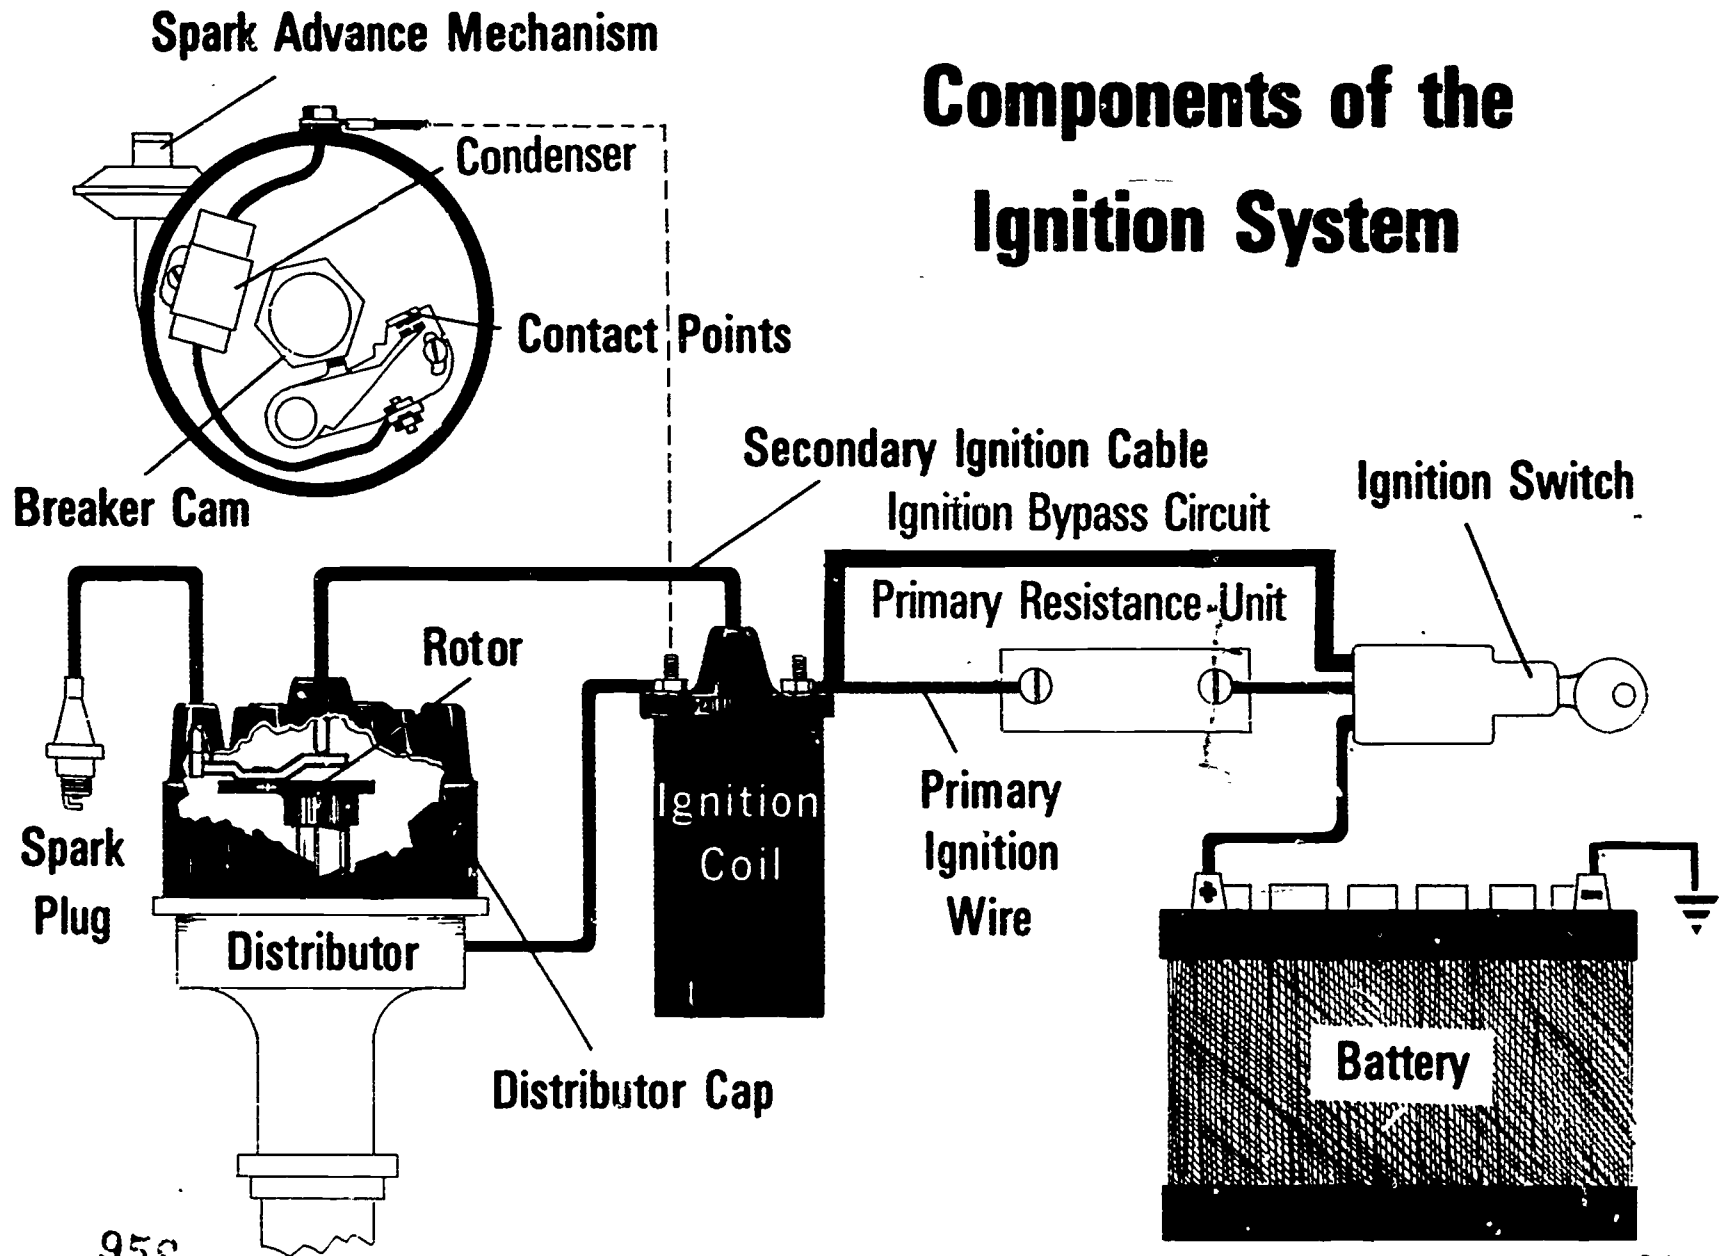 Spark Advance Mechanism
Components of the
Ignition System
Condenser
Contact Points
Breaker Cam
Secondary Ignition Cable
Ignition Bypass Circuit
Ignition Switch
Primary Resistance Unit
Rotor
Primary
Ignition
Wire
Ignition
Coil
Spark
Plug
Distributor
+
-
Distributor Cap
Battery